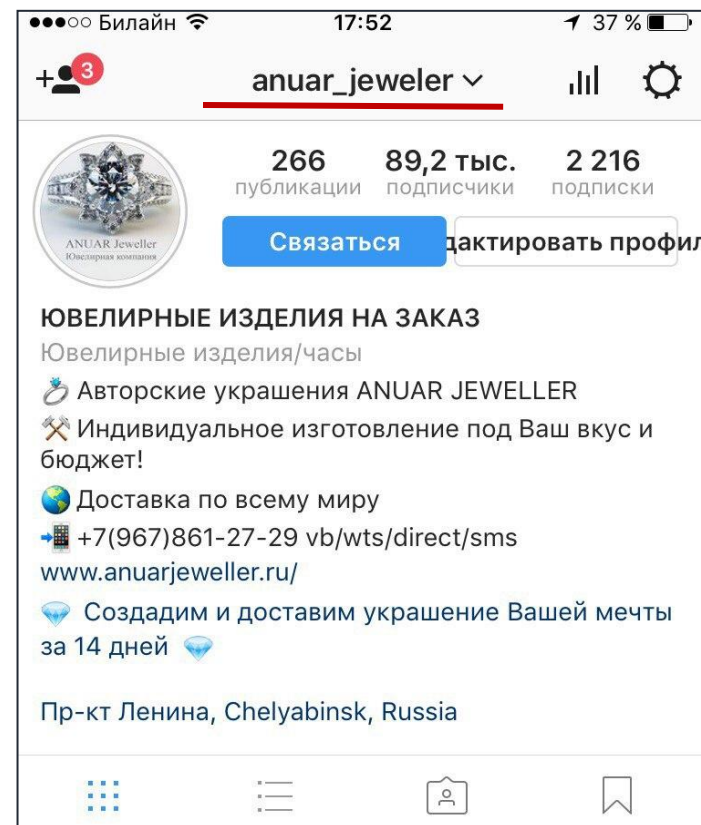 ●●●○○ Билайн 17:52 37 %
3
anuar_jeweler
266 89,2 тыс. 2 216
публикации подписчики подписки
ANUAR Jeweller
Ювелирная компания
Связаться дактировать профил
ЮВЕЛИРНЫЕ ИЗДЕЛИЯ НА ЗАКАЗ
Ювелирные изделия/часы
💍 Авторские украшения ANUAR JEWELLER
⚒ Индивидуальное изготовление под Ваш вкус и
бюджет!
🌎 Доставка по всему миру
📲 +7(967)861-27-29 vb/wts/direct/sms
www.anuarjeweller.ru/
💎 Создадим и доставим украшение Вашей мечты
за 14 дней 💎
Пр-кт Ленина, Chelyabinsk, Russia